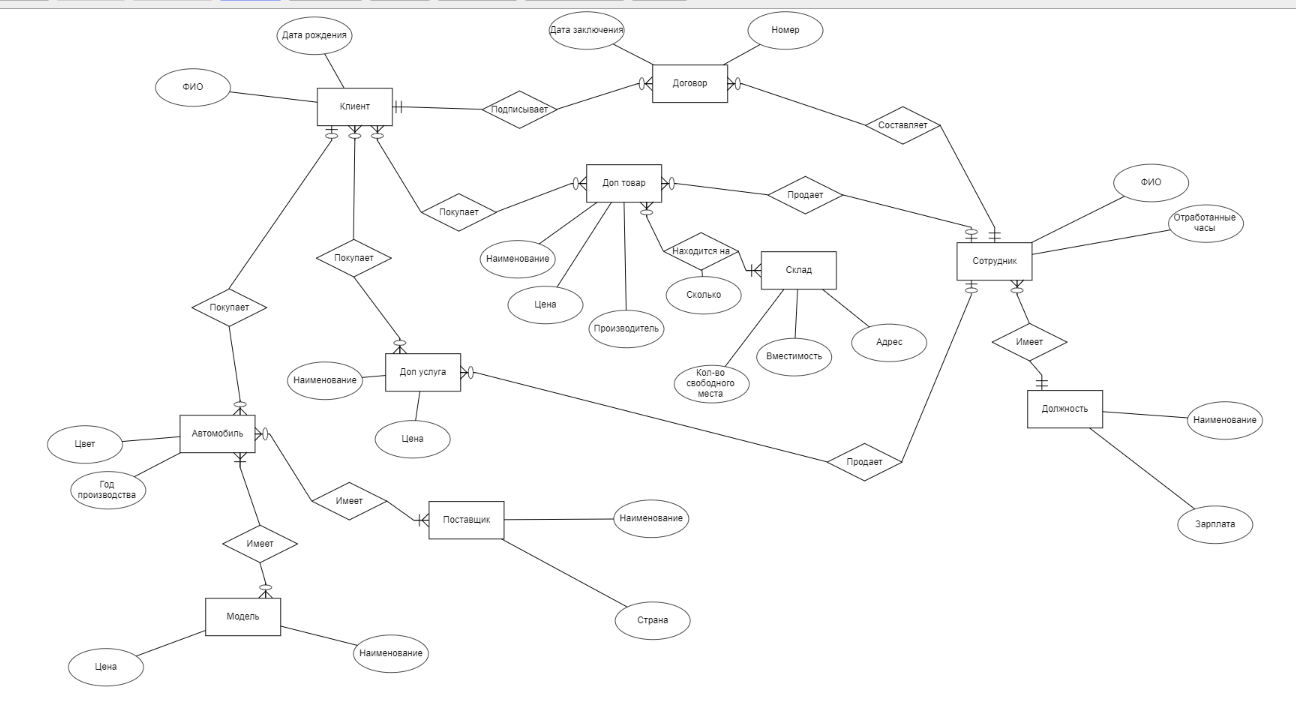 Дата рождения
Дата заключения
Номер
ФИО
Клиент
Договор
Подписывает
Составляет
Доп товар
Продает
ФИО
Покупает
Отработанные
часы
Наименование
Находится на
Покупает
Склад
Сотрудник
Сколько
Цена
Покупает
Производитель
Адрес
Имеет
Вместимость
Кол-во
свободного
места
Доп услуга
Наименование
Должность
Наименование
Автомобиль
Цвет
Цена
Продает
Год
производства
Имеет
Поставщик
Наименование
Зарплата
Имеет
Модель
Страна
Наименование
Цена